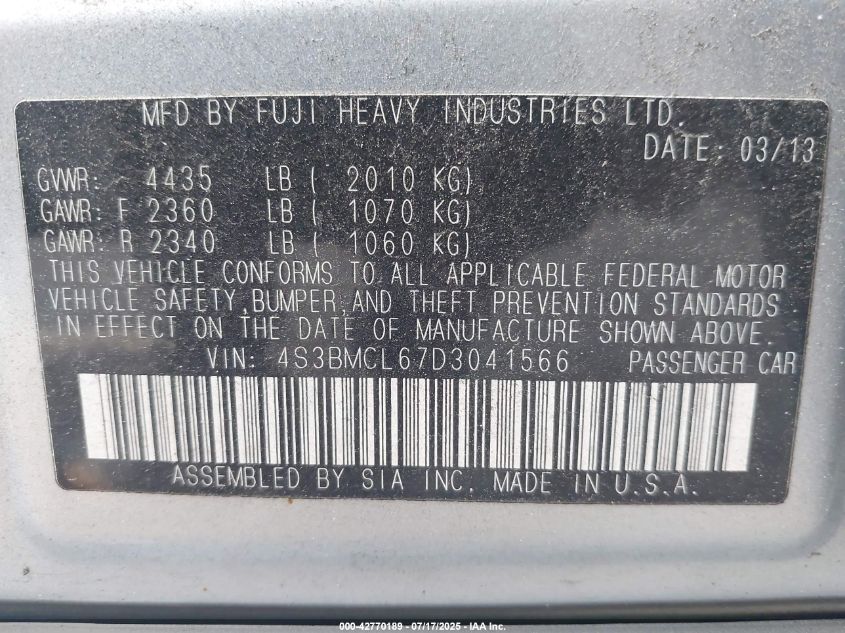 MFD BY FUJI HEAVY INDUSTRIES LTD.
DATE: 03/13
GVWR: 4435 LB ( 2010 KG)
GAWR: F 2360 LB ( 1070 KG)
GAWR: R 2340 LB ( 1060 KG)
THIS VEHICLE CONFORMS TO ALL APPLICABLE FEDERAL MOTOR
VEHICLE SAFETY, BUMPER, AND THEFT PREVENTION STANDARDS
IN EFFECT ON THE DATE OF MANUFACTURE SHOWN ABOVE.
VIN: 4S3BMCL67D3041566 PASSENGER CAR
ASSEMBLED BY SIA INC. MADE IN U.S.A.
000-42770189 - 07/17/2025 - IAA Inc.